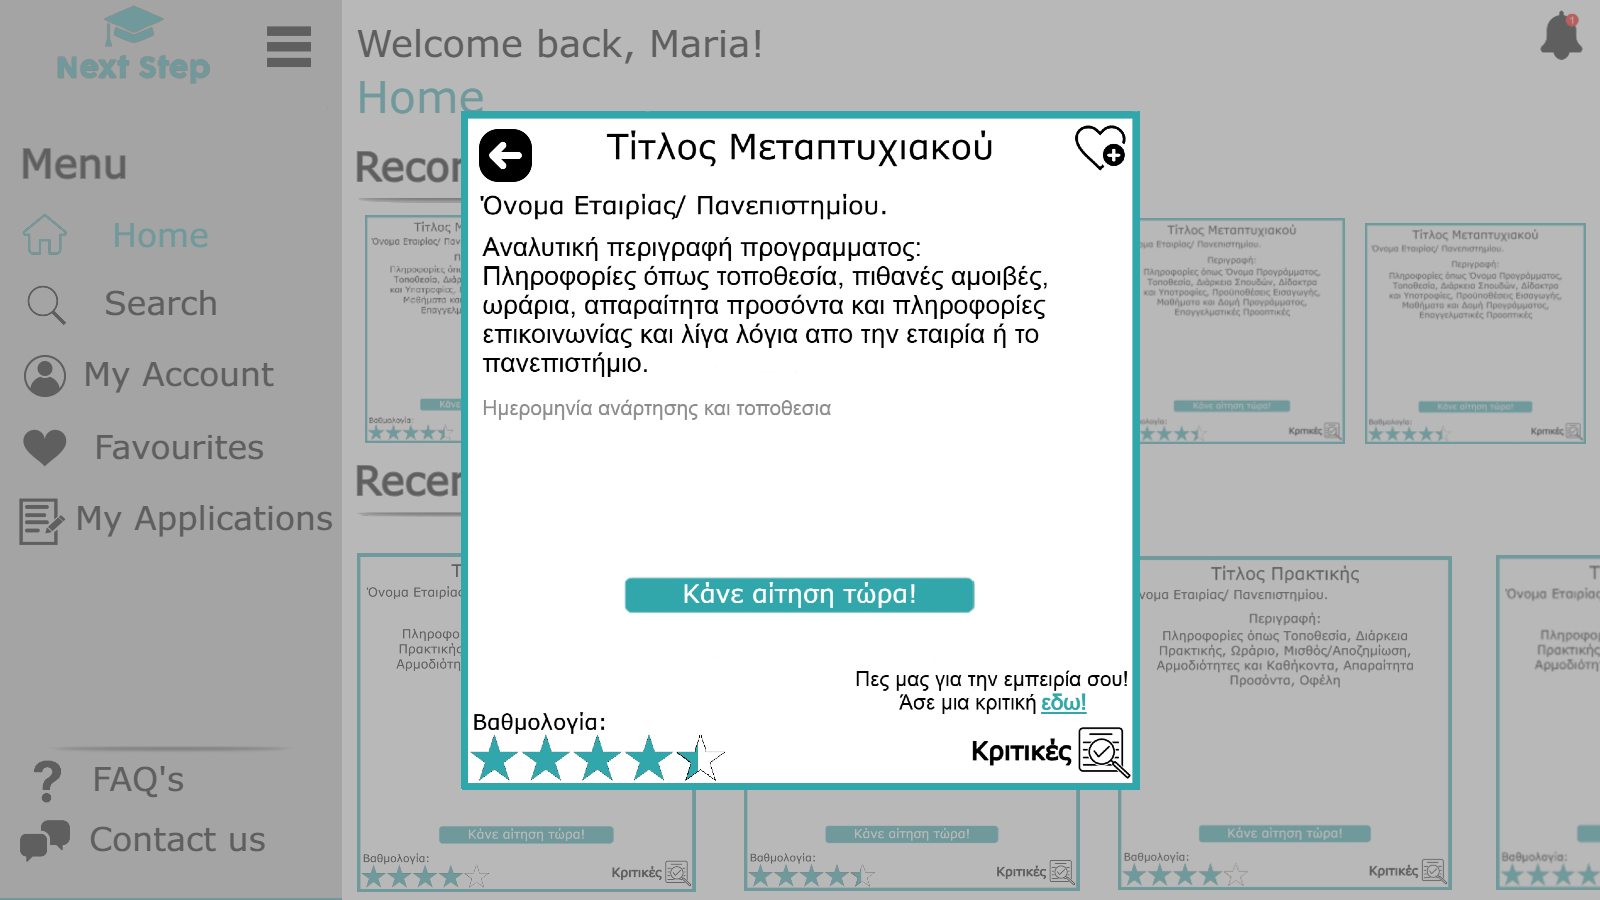 Next Step
Welcome back, Maria!
1
Home
Menu
Home
Search
My Account
Favourites
My Applications
FAQ's
Contact us
Τίτλος Μεταπτυχιακού
Όνομα Εταιρίας/ Πανεπιστημίου.
Αναλυτική περιγραφή προγραμματος:
Πληροφορίες όπως τοποθεσία, πιθανές αμοιβές,
ωράρια, απαραίτητα προσόντα και πληροφορίες
επικοινωνίας και λίγα λόγια απο την εταιρία ή το
πανεπιστήμιο.
Ημερομηνία ανάρτησης και τοποθεσια
Κάνε αίτηση τώρα!
Πες μας για την εμπειρία σου!
Άσε μια κριτική εδω!
Βαθμολογία:
Κριτικές
Τίτλος Μεταπτυχιακού
Εταιρίας/ Πανεπιστημίου.
Περιγραφή:
Πληροφορίες όπως Όνομα Προγράμματος,
Τοποθεσία, Διάρκεια Σπουδών, Δίδακτρα
και Υποτροφίες, Προϋποθέσεις Εισαγωγής,
Μαθήματα και Δομή Προγράμματος,
Επαγγελματικές Προοπτικές
Κάνε αίτηση τώρα!
Κριτικές
Τίτλος Μεταπτυχιακού
Όνομα Εταιρίας/ Πανεπιστημίου.
Περιγραφή:
Πληροφορίες όπως Όνομα Προγράμματος,
Τοποθεσία, Διάρκεια Σπουδών, Δίδακτρα
και Υποτροφίες, Προϋποθέσεις Εισαγωγής,
Μαθήματα και Δομή Προγράμματος,
Επαγγελματικές Προοπτικές
Κάνε αίτηση τώρα!
Βαθμολογία:
Κριτικές
Βαθμολογία:
Όνομα
Κάνε αίτηση τώρα!
Βαθμολογία:
Κριτικές
Κάνε αίτηση τώρα!
Βαθμολογία:
Κριτικές
Τίτλος Πρακτικής
Εταιρίας/ Πανεπιστημίου.
Περιγραφή:
Πληροφορίες όπως Τοποθεσία, Διάρκεια
Πρακτικής, Ωράριο, Μισθός/Αποζημίωση,
Αρμοδιότητες και Καθήκοντα, Απαραίτητα
Προσόντα, Οφέλη
Κάνε αίτηση τώρα!
Βαθμολογία:
Κριτικές
Όνομα
Βαθμολογία: